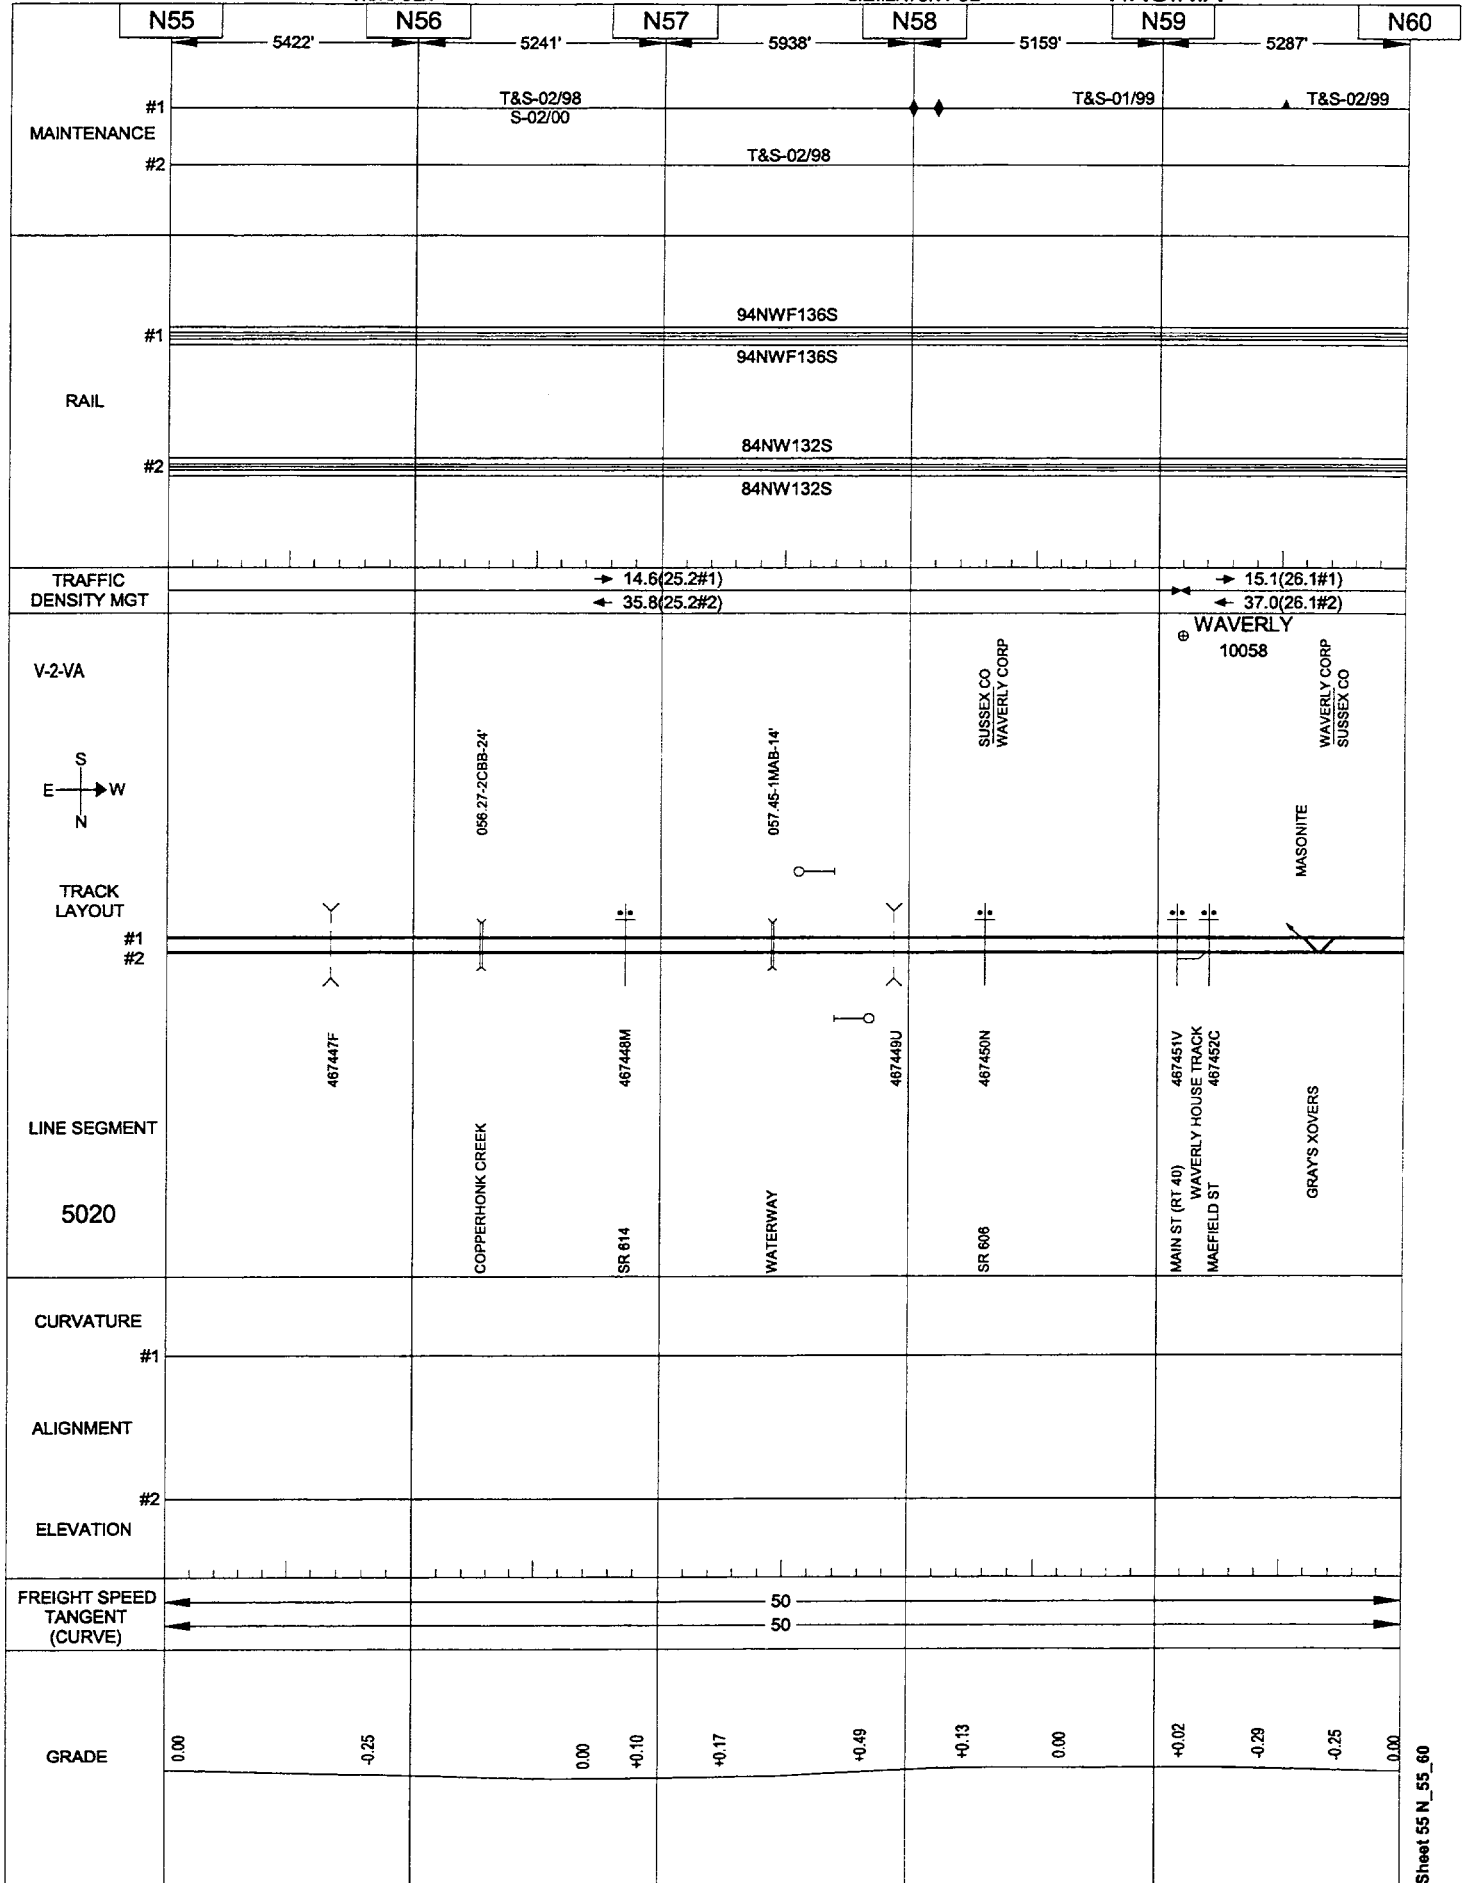 N55 N56 N57 N58 N59 N60
5422' 5241' 5938' 5159' 5287'
MAINTENANCE
#1 T&S-02/98 T&S-01/99 T&S-02/99
S-02/00
#2 T&S-02/98
RAIL
94NWF136S
#1
94NWF136S
84NW132S
#2
84NW132S
TRAFFIC
DENSITY MGT
14.6(25.2#1) 15.1(26.1#1)
35.8(25.2#2) 37.0(26.1#2)
WAVERLY
10058
V-2-VA
S
E W
N
056.27-2CBB-24'
057.45-1MAB-14'
SUSSEX CO
WAVERLY CORP
WAVERLY CORP
SUSSEX CO
MASONITE
TRACK
LAYOUT
#1
#2
467447F
467448M
467449U
467450N
467451V
467452C
LINE SEGMENT
5020
COPPERHONK CREEK
SR 614
WATERWAY
SR 606
MAIN ST (RT 40)
WAVERLY HOUSE TRACK
MAEFIELD ST
GRAY'S XOVERS
CURVATURE
#1
ALIGNMENT
#2
ELEVATION
FREIGHT SPEED
TANGENT
(CURVE)
50
50
GRADE
0.00 -0.25 0.00 +0.10 +0.17 +0.49 +0.13 0.00 +0.02 -0.29 -0.25 0.00
Sheet 55 N_55_60